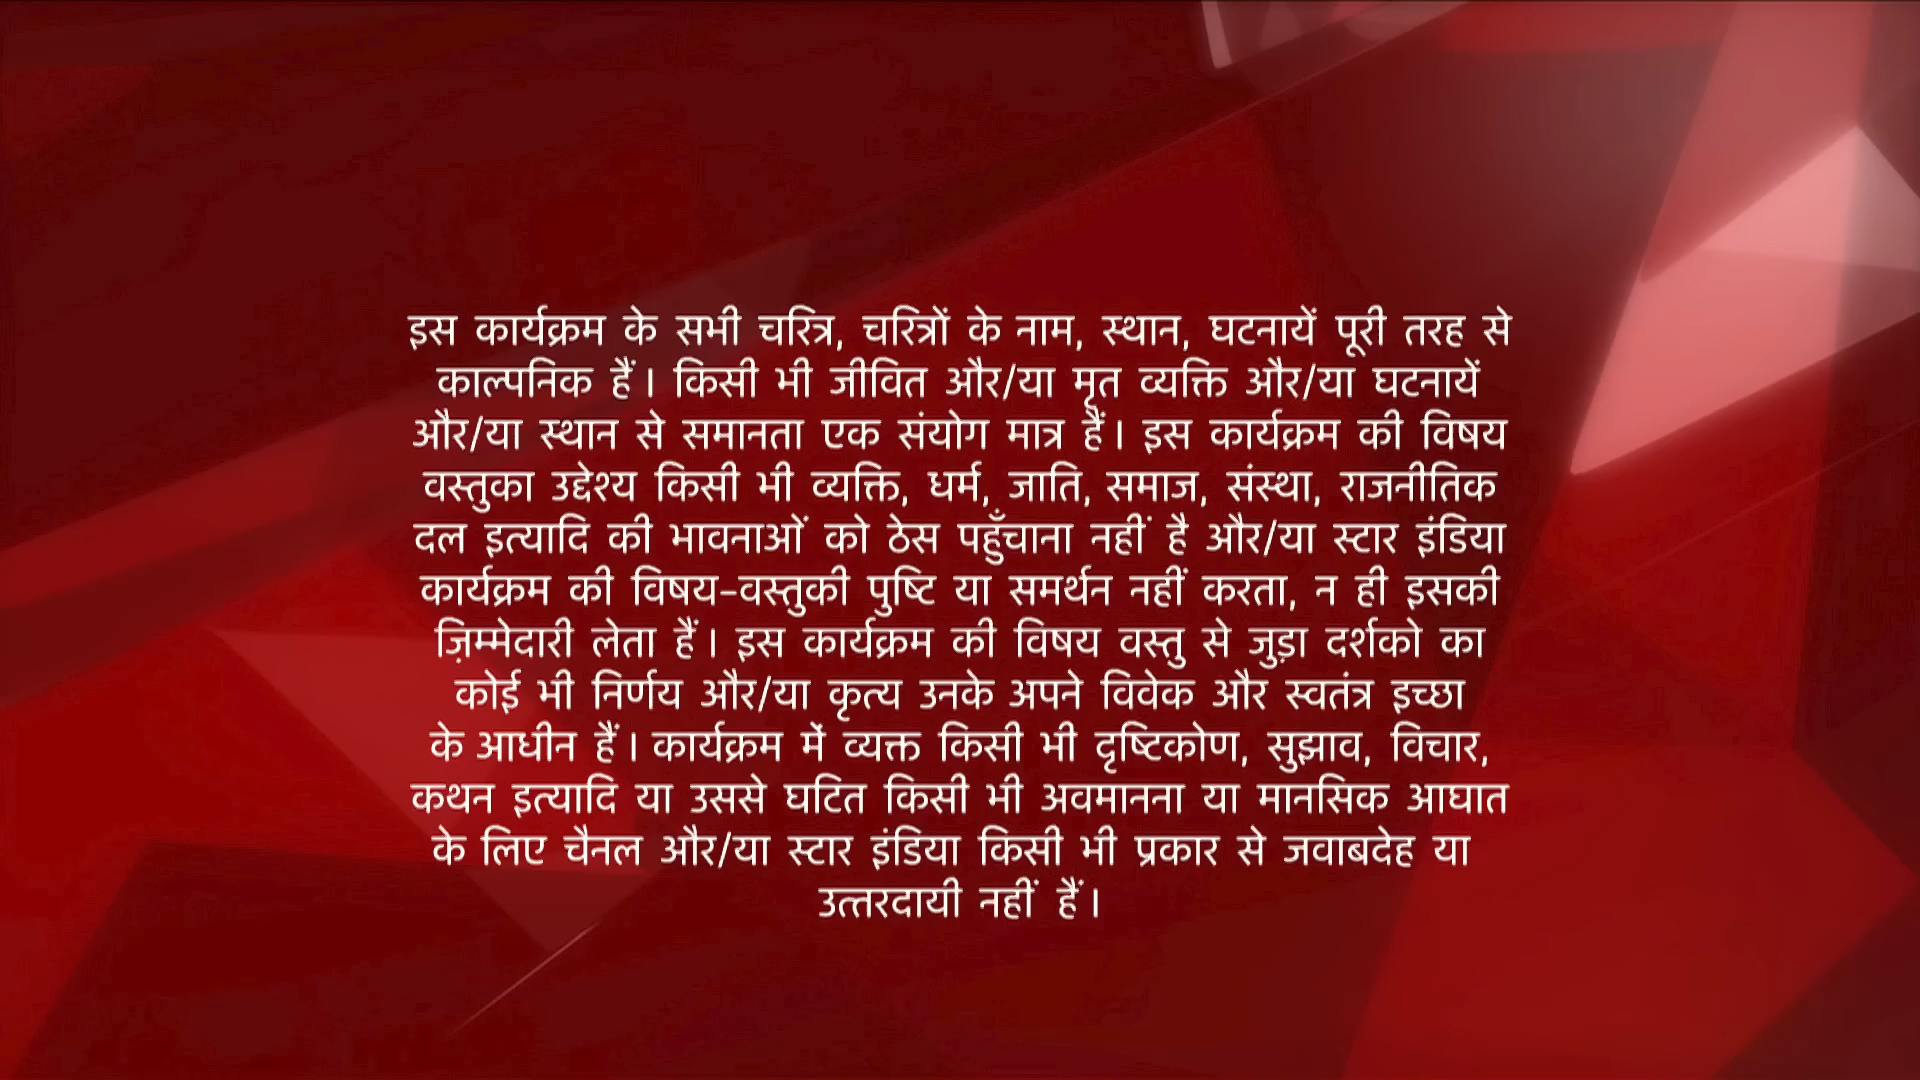 इस कार्यक्रम के सभी चरित्र, चरित्रों के नाम, स्थान, घटनायें पूरी तरह से
काल्पनिक हैं। किसी भी जीवित और/या मृत व्यक्ति और/या घटनायें
और/या स्थान से समानता एक संयोग मात्र हैं। इस कार्यक्रम की विषय
वस्तुका उद्देश्य किसी भी व्यक्ति, धर्म, जाति, समाज, संस्था, राजनीतिक
दल इत्यादि की भावनाओं को ठेस पहुँचाना नहीं है और/या स्टार इंडिया
कार्यक्रम की विषय-वस्तुकी पुष्टि या समर्थन नहीं करता, न ही इसकी
ज़िम्मेदारी लेता हैं। इस कार्यक्रम की विषय वस्तु से जुड़ा दर्शको का
कोई भी निर्णय और/या कृत्य उनके अपने विवेक और स्वतंत्र इच्छा
के आधीन हैं। कार्यक्रम में व्यक्त किसी भी दृष्टिकोण, सुझाव, विचार,
कथन इत्यादि या उससे घटित किसी भी अवमानना या मानसिक आघात
के लिए चैनल और/या स्टार इंडिया किसी भी प्रकार से जवाबदेह या
उत्तरदायी नहीं हैं।